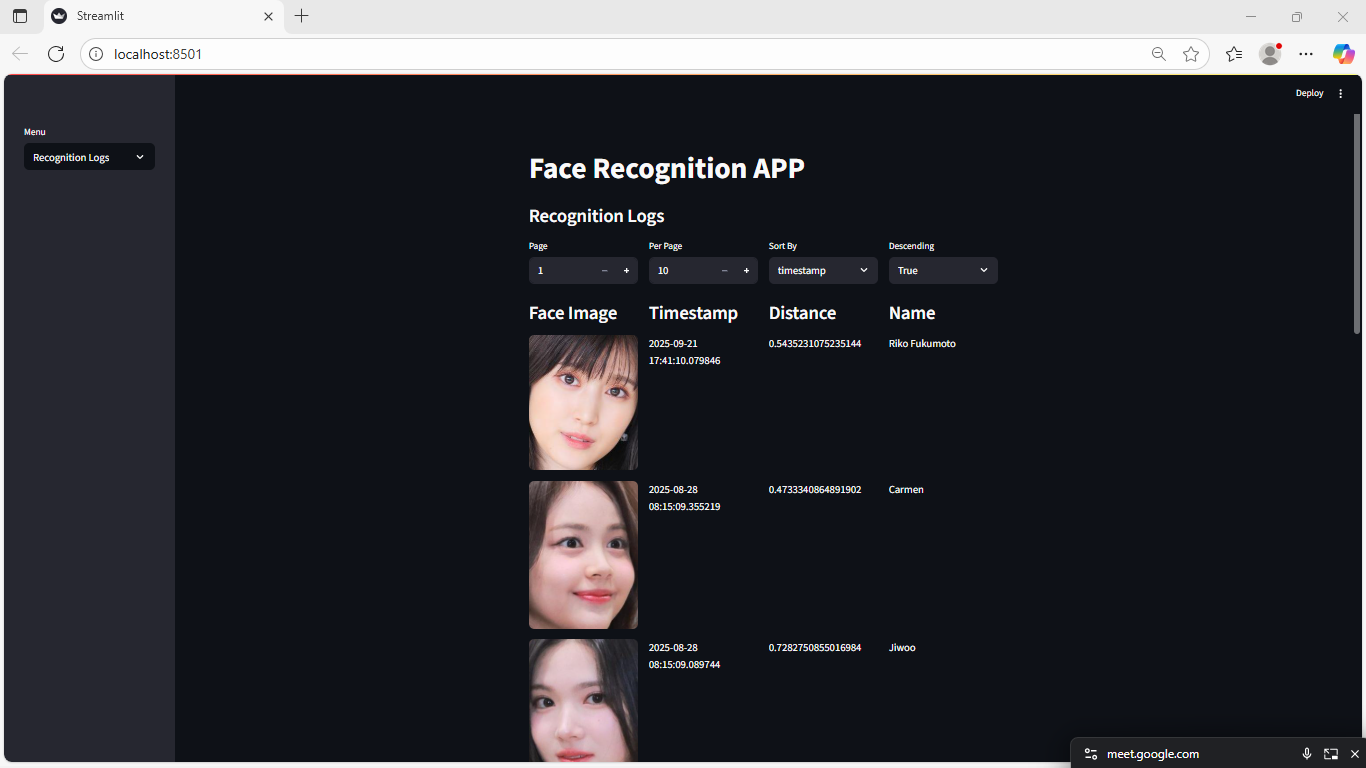 Streamlit
localhost:8501
Deploy
Menu
Recognition Logs
Face Recognition APP
Recognition Logs
Page Per Page Sort By Descending
1 − + 10 − + timestamp True
Face Image Timestamp Distance Name
2025-09-21 0.5435231075235144 Riko Fukumoto
17:41:10.079846
2025-08-28 0.4733340864891902 Carmen
08:15:09.355219
2025-08-28 0.7282750855016984 Jiwoo
08:15:09.089744
meet.google.com